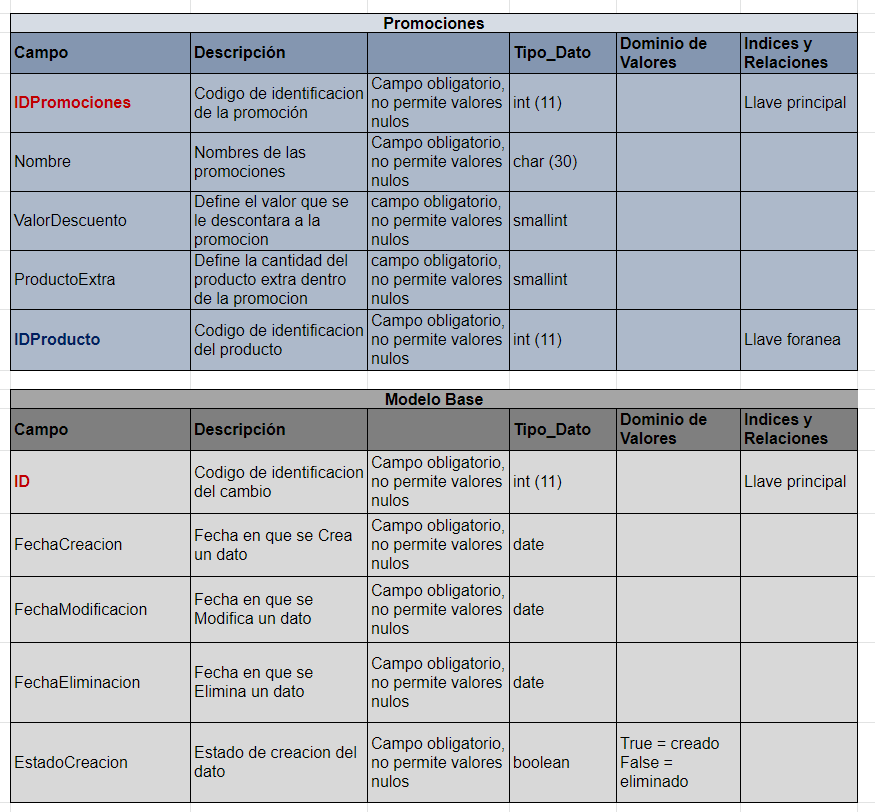 Promociones
Campo
Descripción
Tipo_Dato
Dominio de
Valores
Indices y
Relaciones
IDPromociones
Codigo de identificacion
de la promoción
Campo obligatorio,
no permite valores
nulos
int (11)
Llave principal
Nombre
Nombres de las
promociones
Campo obligatorio,
no permite valores
nulos
char (30)
ValorDescuento
Define el valor que se
le descontara a la
promocion
campo obligatorio,
no permite valores
nulos
smallint
ProductoExtra
Define la cantidad del
producto extra dentro
de la promocion
campo obligatorio,
no permite valores
nulos
smallint
IDProducto
Codigo de identificacion
del producto
Campo obligatorio,
no permite valores
nulos
int (11)
Llave foranea
Modelo Base
Campo
Descripción
Tipo_Dato
Dominio de
Valores
Indices y
Relaciones
ID
Codigo de identificacion
del cambio
Campo obligatorio,
no permite valores
nulos
int (11)
Llave principal
FechaCreacion
Fecha en que se Crea
un dato
Campo obligatorio,
no permite valores
nulos
date
FechaModificacion
Fecha en que se
Modifica un dato
Campo obligatorio,
no permite valores
nulos
date
FechaEliminacion
Fecha en que se
Elimina un dato
Campo obligatorio,
no permite valores
nulos
date
EstadoCreacion
Estado de creacion del
dato
Campo obligatorio,
no permite valores
nulos
boolean
True = creado
False =
eliminado